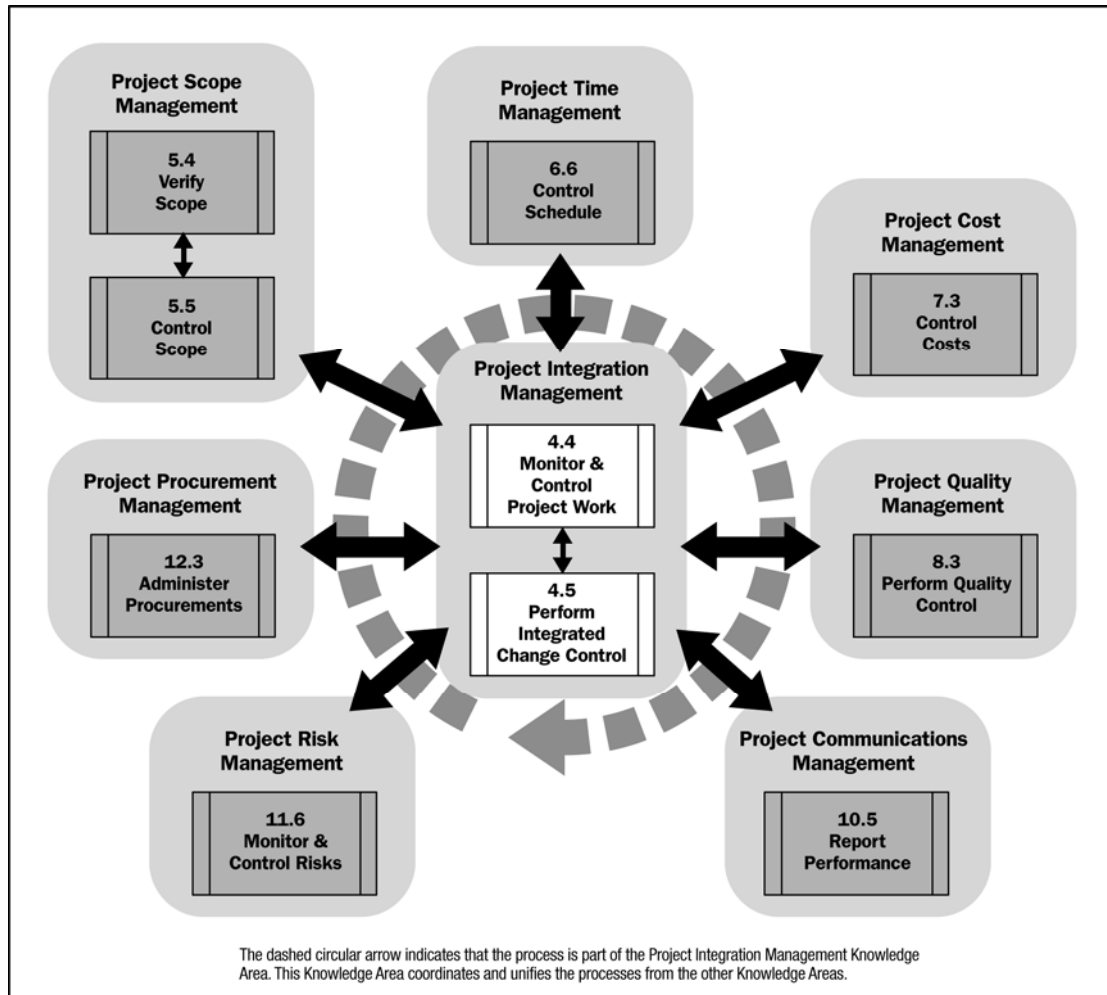 Project Scope
Management
5.4
Verify
Scope
5.5
Control
Scope
Project Time
Management
6.6
Control
Schedule
Project Cost
Management
7.3
Control
Costs
Project Integration
Management
4.4
Monitor &
Control
Project Work
4.5
Perform
Integrated
Change Control
Project Procurement
Management
12.3
Administer
Procurements
Project Quality
Management
8.3
Perform Quality
Control
Project Risk
Management
11.6
Monitor &
Control Risks
Project Communications
Management
10.5
Report
Performance
The dashed circular arrow indicates that the process is part of the Project Integration Management Knowledge
Area. This Knowledge Area coordinates and unifies the processes from the other Knowledge Areas.